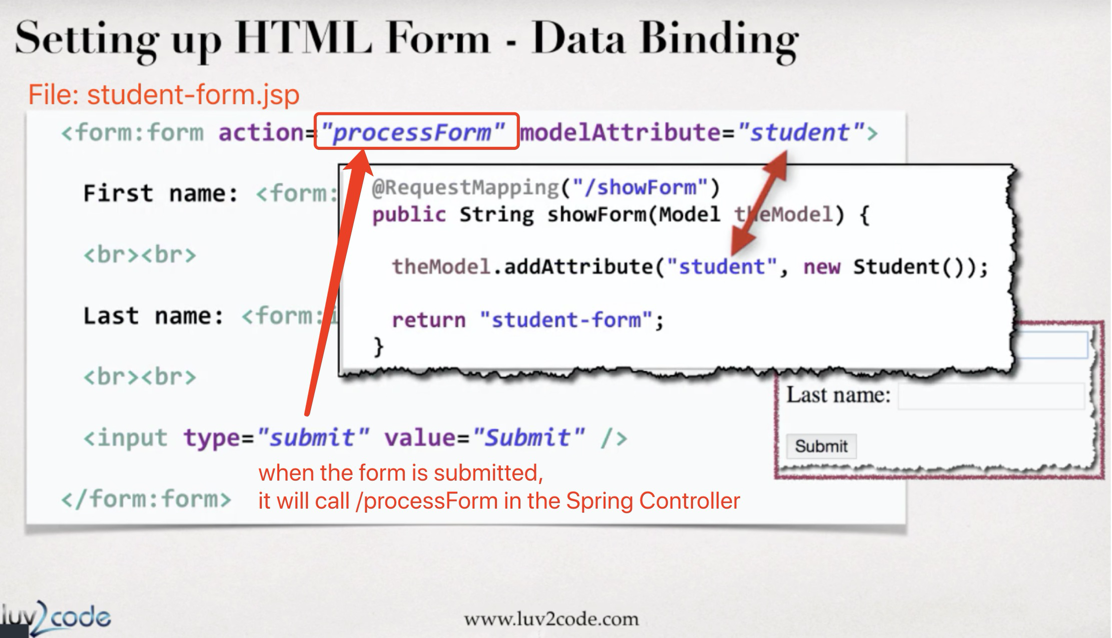 Setting up HTML Form - Data Binding
File: student-form.jsp
<form:form action="processForm" modelAttribute="student">
First name: <form:
<br><br>
Last name: <form:i
<br><br>
<input type="submit" value="Submit" />
</form:form>
@RequestMapping("/showForm")
public String showForm(Model theModel) {
theModel.addAttribute("student", new Student());
return "student-form";
}
Last name:
Submit
when the form is submitted,
it will call /processForm in the Spring Controller
luv2code
www.luv2code.com